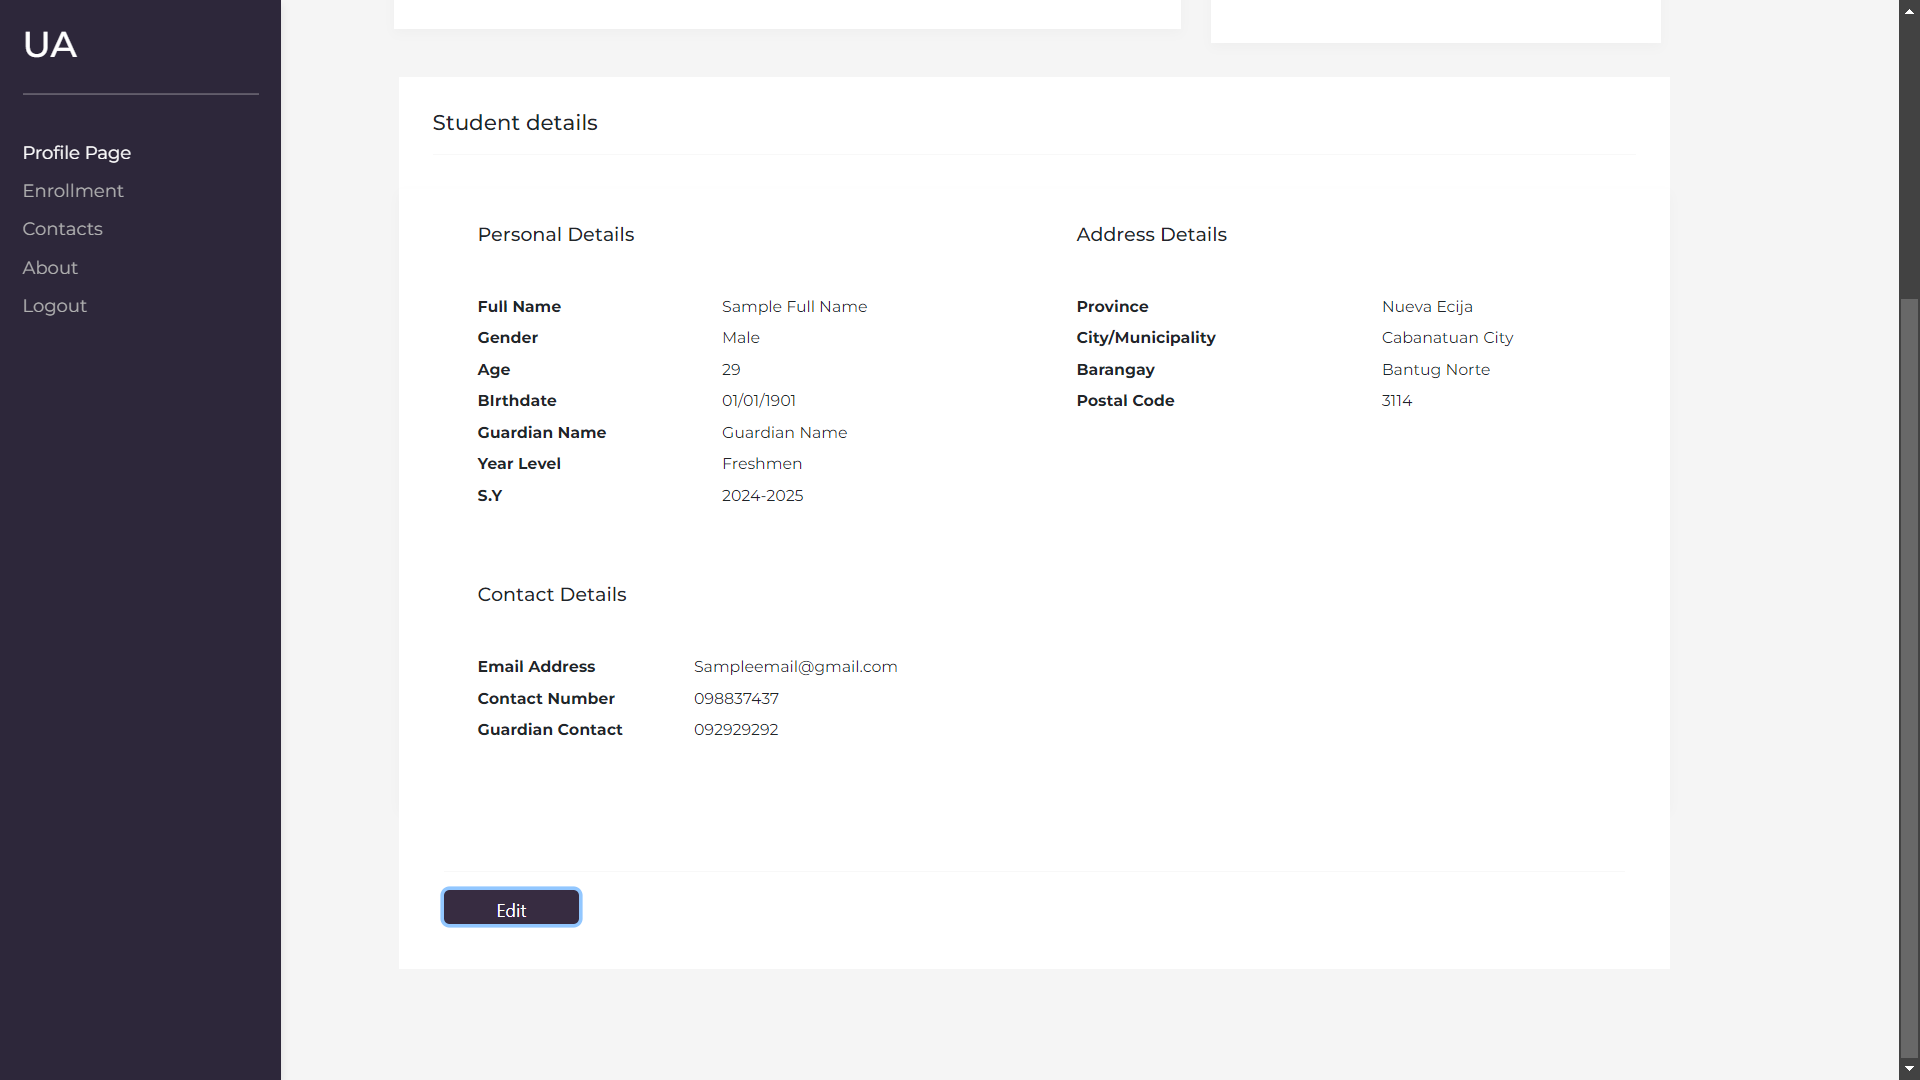 UA
Profile Page
Enrollment
Contacts
About
Logout
Student details
Personal Details
Full Name Sample Full Name
Gender Male
Age 29
BIrthdate 01/01/1901
Guardian Name Guardian Name
Year Level Freshmen
S.Y 2024-2025
Address Details
Province Nueva Ecija
City/Municipality Cabanatuan City
Barangay Bantug Norte
Postal Code 3114
Contact Details
Email Address Sampleemail@gmail.com
Contact Number 098837437
Guardian Contact 092929292
Edit